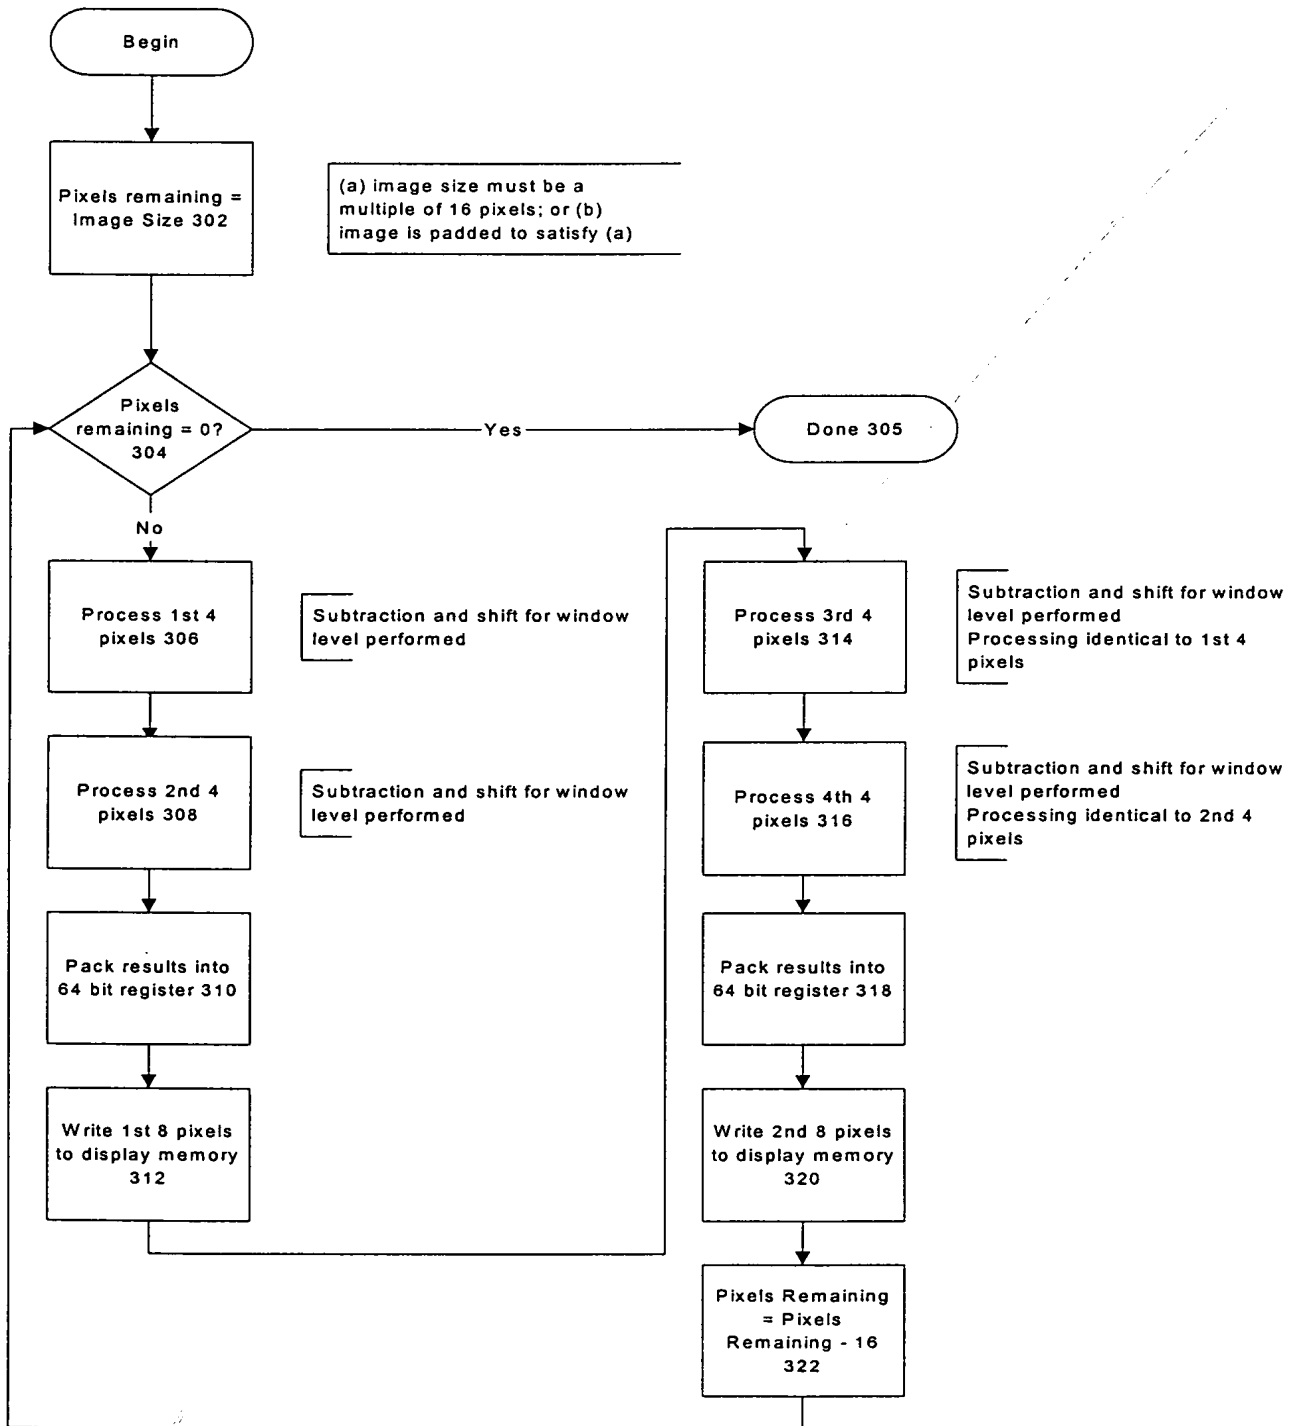 Begin
Pixels remaining =
Image Size 302
(a) image size must be a
multiple of 16 pixels; or (b)
image is padded to satisfy (a)
Pixels
remaining = 0?
304
Yes
Done 305
No
Process 1st 4
pixels 306
Subtraction and shift for window
level performed
Process 2nd 4
pixels 308
Subtraction and shift for window
level performed
Pack results into
64 bit register 310
Write 1st 8 pixels
to display memory
312
Process 3rd 4
pixels 314
Subtraction and shift for window
level performed
Processing identical to 1st 4
pixels
Process 4th 4
pixels 316
Subtraction and shift for window
level performed
Processing identical to 2nd 4
pixels
Pack results into
64 bit register 318
Write 2nd 8 pixels
to display memory
320
Pixels Remaining
= Pixels
Remaining - 16
322